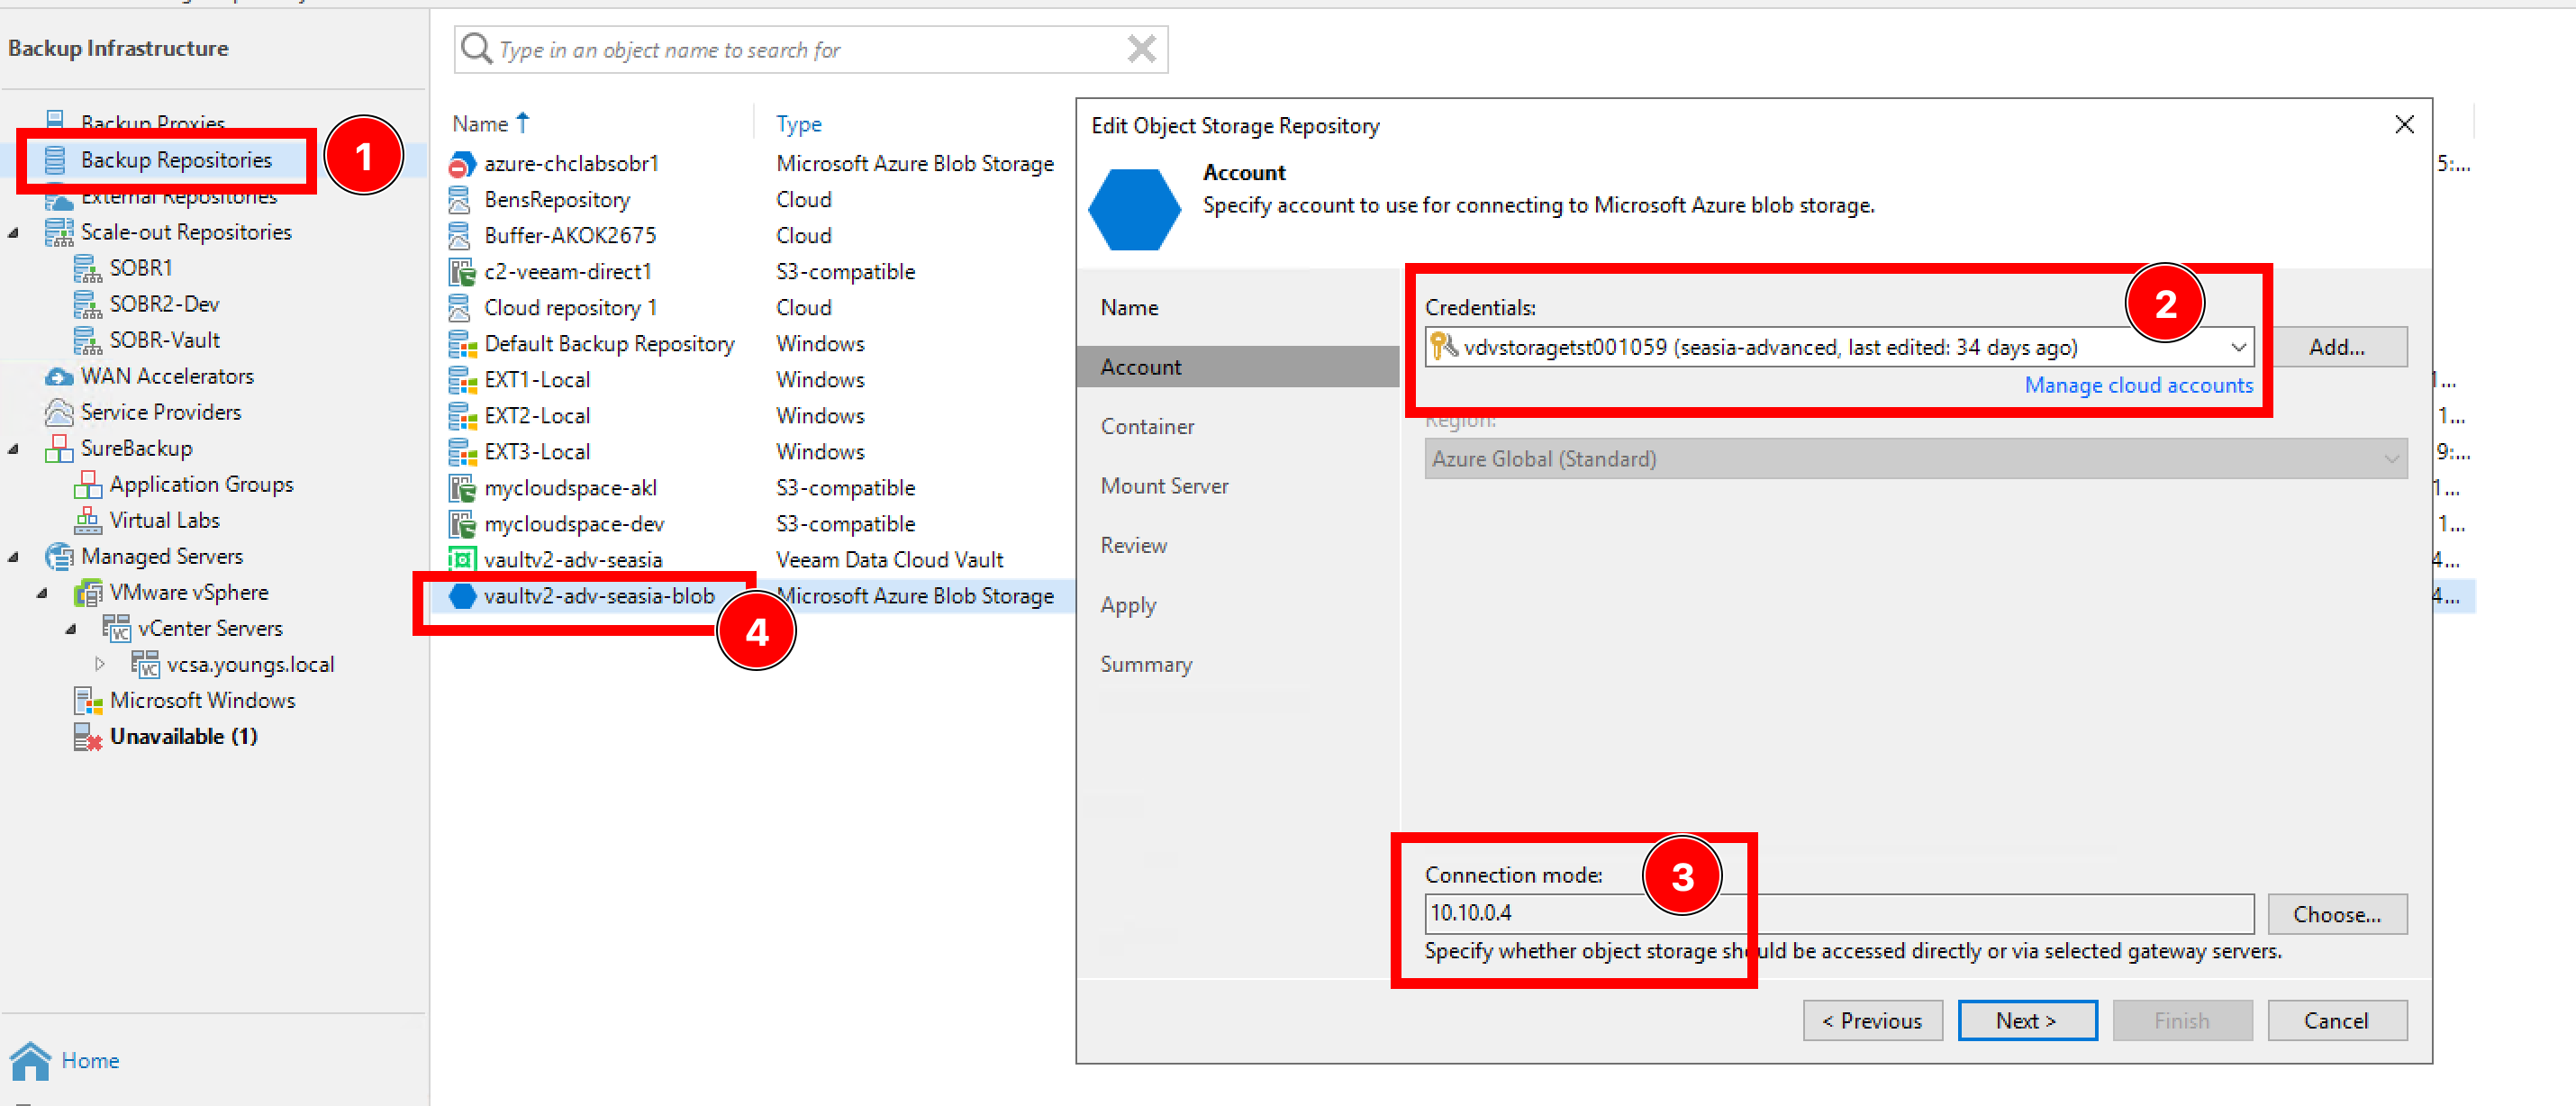 Backup Infrastructure
Type in an object name to search for
Backup Proxies
Backup Repositories
1
External Repositories
Scale-out Repositories
SOBR1
SOBR2-Dev
SOBR-Vault
WAN Accelerators
Service Providers
SureBackup
Application Groups
Virtual Labs
Managed Servers
VMware vSphere
vCenter Servers
vcsa.youngs.local
Microsoft Windows
Unavailable (1)
Home
Name Type
azure-chclabsobr1 Microsoft Azure Blob Storage
BensRepository Cloud
Buffer-AKOK2675 Cloud
c2-veeam-direct1 S3-compatible
Cloud repository 1 Cloud
Default Backup Repository Windows
EXT1-Local Windows
EXT2-Local Windows
EXT3-Local Windows
mycloudspace-akl S3-compatible
mycloudspace-dev S3-compatible
vaultv2-adv-seasia Veeam Data Cloud Vault
vaultv2-adv-seasia-blob Microsoft Azure Blob Storage
4
Edit Object Storage Repository
Account
Specify account to use for connecting to Microsoft Azure blob storage.
Name
Account
Container
Mount Server
Review
Apply
Summary
2
Credentials:
vdvstoragetst001059 (seasia-advanced, last edited: 34 days ago)
Add...
Manage cloud accounts
Region:
Azure Global (Standard)
3
Connection mode:
10.10.0.4
Choose...
Specify whether object storage should be accessed directly or via selected gateway servers.
< Previous
Next >
Finish
Cancel
5:...
1...
1...
9:...
1...
1...
4...
4...